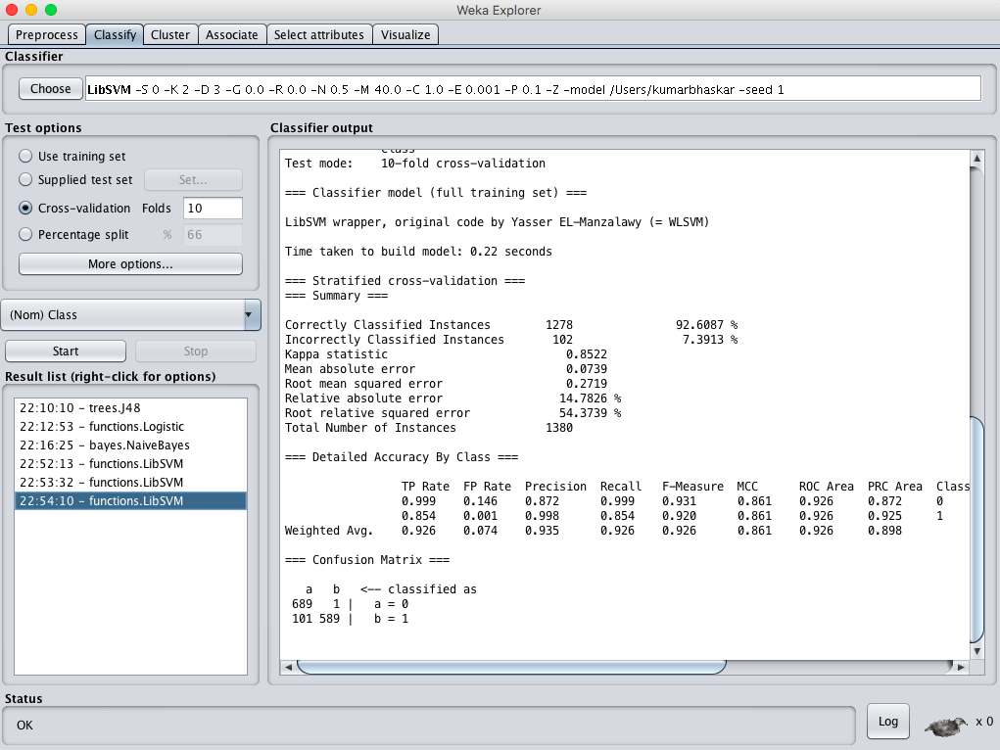 Weka Explorer
Preprocess Classify Cluster Associate Select attributes Visualize
Classifier
Choose LibSVM -S 0 -K 2 -D 3 -G 0.0 -R 0.0 -N 0.5 -M 40.0 -C 1.0 -E 0.001 -P 0.1 -Z -model /Users/kumarbhaskar -seed 1
Test options
Use training set
Supplied test set Set...
Cross-validation Folds 10
Percentage split % 66
More options...
(Nom) Class
Start Stop
Result list (right-click for options)
22:10:10 - trees.J48
22:12:53 - functions.Logistic
22:16:25 - bayes.NaiveBayes
22:52:13 - functions.LibSVM
22:53:32 - functions.LibSVM
22:54:10 - functions.LibSVM
Classifier output
Class
Test mode: 10-fold cross-validation
=== Classifier model (full training set) ===
LibSVM wrapper, original code by Yasser EL-Manzalawy (= WLSVM)
Time taken to build model: 0.22 seconds
=== Stratified cross-validation ===
=== Summary ===
Correctly Classified Instances 1278 92.6087 %
Incorrectly Classified Instances 102 7.3913 %
Kappa statistic 0.8522
Mean absolute error 0.0739
Root mean squared error 0.2719
Relative absolute error 14.7826 %
Root relative squared error 54.3739 %
Total Number of Instances 1380
=== Detailed Accuracy By Class ===
TP Rate FP Rate Precision Recall F-Measure MCC ROC Area PRC Area Class
0.999 0.146 0.872 0.999 0.931 0.861 0.926 0.872 0
0.854 0.001 0.998 0.854 0.920 0.861 0.926 0.925 1
Weighted Avg. 0.926 0.074 0.935 0.926 0.926 0.861 0.926 0.898
=== Confusion Matrix ===
a b <-- classified as
689 1 | a = 0
101 589 | b = 1
Status
OK
Log x 0